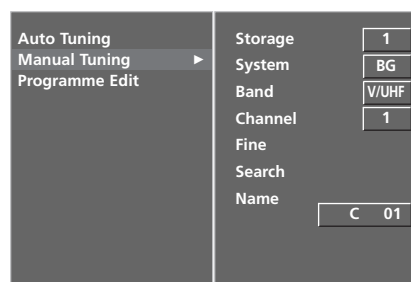 Auto Tuning
Manual Tuning ►
Programme Edit
Storage 1
System BG
Band V/UHF
Channel 1
Fine
Search
Name
C 01